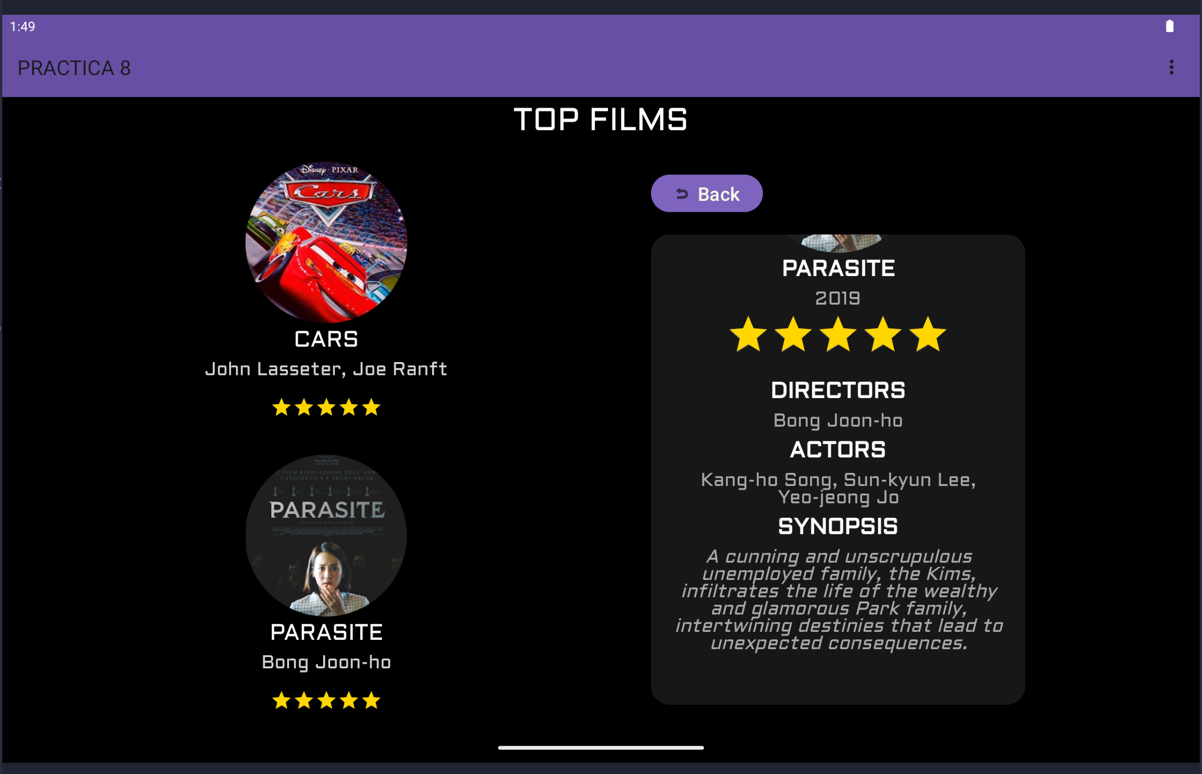 1:49
PRACTICA 8
TOP FILMS
Disney · PIXAR
Cars
CARS
John Lasseter, Joe Ranft
PARASITE
PARASITE
Bong Joon-ho
Back
PARASITE
2019
DIRECTORS
Bong Joon-ho
ACTORS
Kang-ho Song, Sun-kyun Lee,
Yeo-jeong Jo
SYNOPSIS
A cunning and unscrupulous
unemployed family, the Kims,
infiltrates the life of the wealthy
and glamorous Park family,
intertwining destinies that lead to
unexpected consequences.